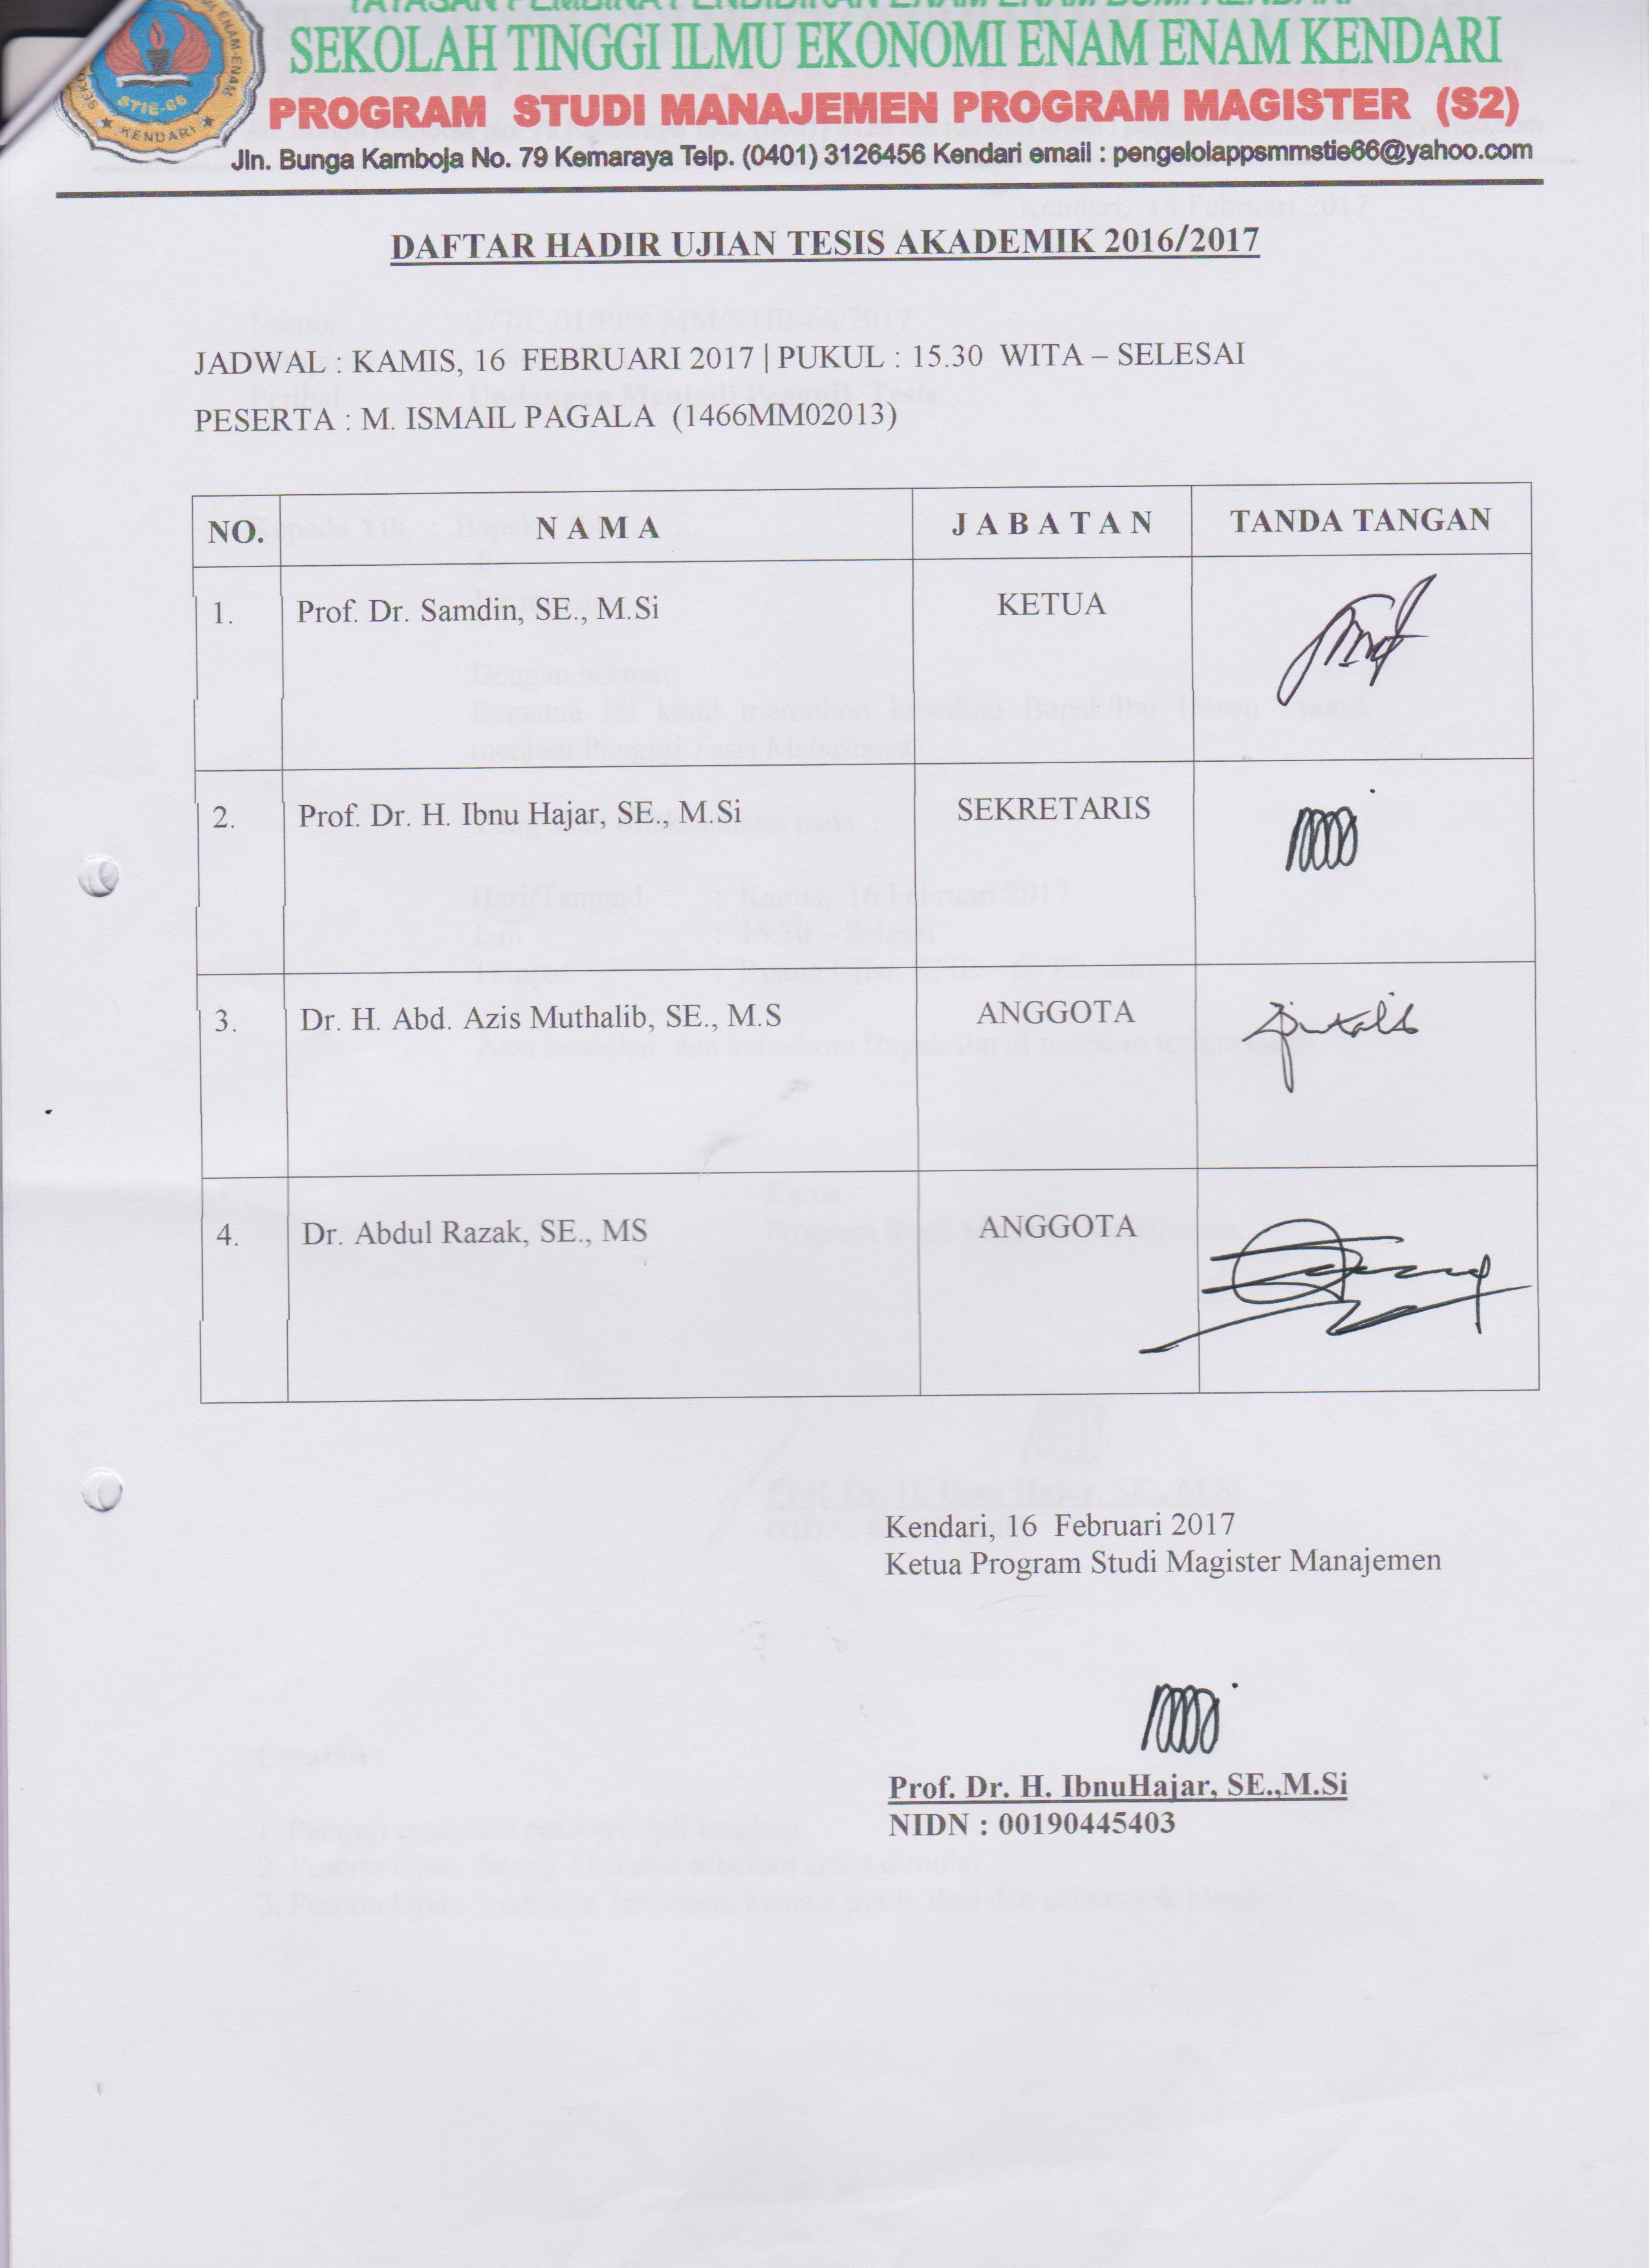 YAYASAN PEMBINA PENDIDIKAN ENAM ENAM BUMI KENDARI
SEKOLAH TINGGI ILMU EKONOMI ENAM ENAM KENDARI
PROGRAM STUDI MANAJEMEN PROGRAM MAGISTER (S2)
Jln. Bunga Kamboja No. 79 Kemaraya Telp. (0401) 3126456 Kendari email : pengelolappsmmstie66@yahoo.com
STIE-66
KENDARI
DAFTAR HADIR UJIAN TESIS AKADEMIK 2016/2017
JADWAL : KAMIS, 16 FEBRUARI 2017 | PUKUL : 15.30 WITA – SELESAI
PESERTA : M. ISMAIL PAGALA (1466MM02013)
NO. N A M A J A B A T A N TANDA TANGAN
1. Prof. Dr. Samdin, SE., M.Si KETUA
2. Prof. Dr. H. Ibnu Hajar, SE., M.Si SEKRETARIS
3. Dr. H. Abd. Azis Muthalib, SE., M.S ANGGOTA
4. Dr. Abdul Razak, SE., MS ANGGOTA
Kendari, 16 Februari 2017
Ketua Program Studi Magister Manajemen
Prof. Dr. H. IbnuHajar, SE.,M.Si
NIDN : 00190445403